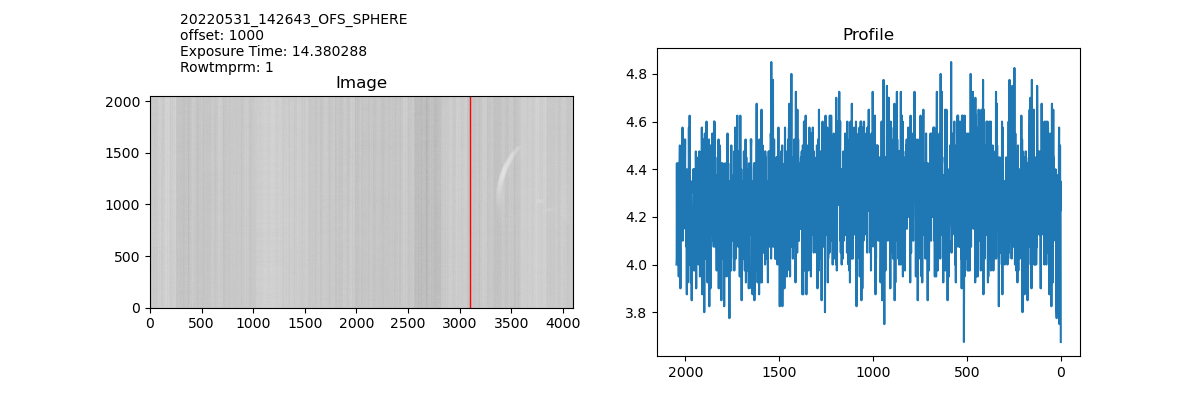 20220531_142643_OFS_SPHERE
offset: 1000
Exposure Time: 14.380288
Rowtmprm: 1
Image
2000
1500
1000
500
0
0 500 1000 1500 2000 2500 3000 3500 4000
Profile
4.8
4.6
4.4
4.2
4.0
3.8
2000 1500 1000 500 0